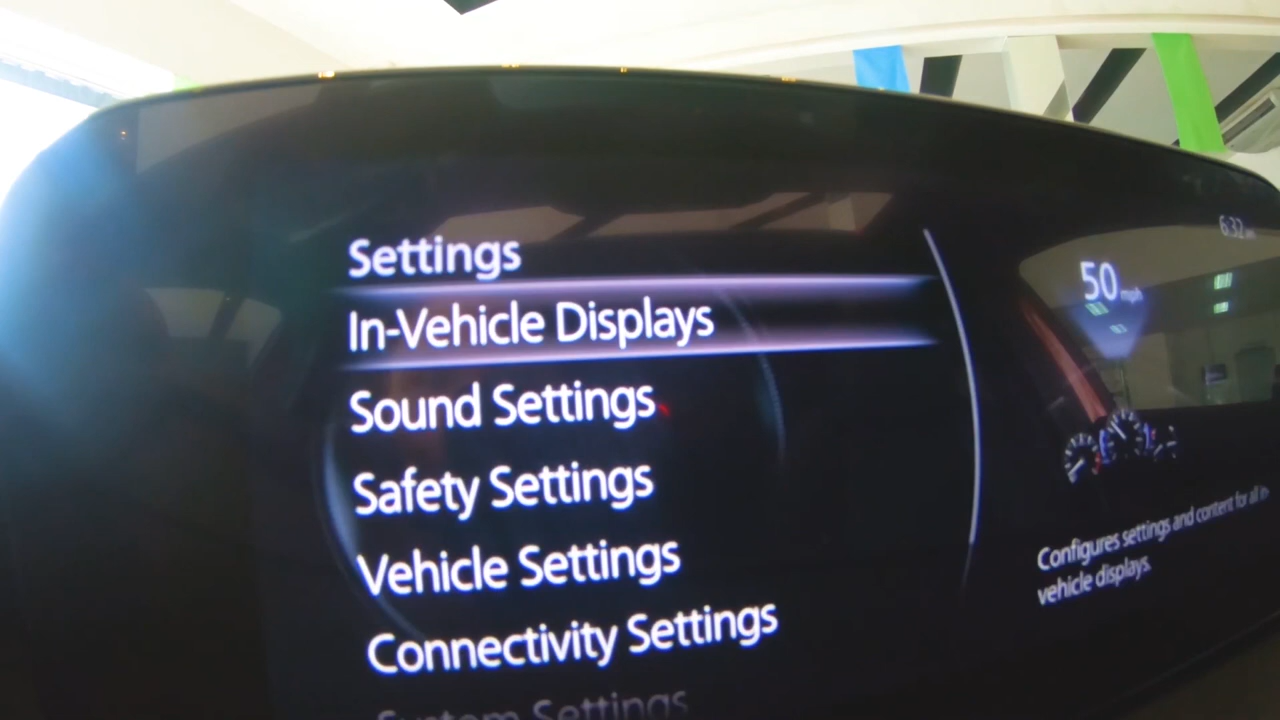 Settings
In-Vehicle Displays
Sound Settings
Safety Settings
Vehicle Settings
Connectivity Settings
System Settings
6:32
50 mph
Configures settings and content for all in-
vehicle displays.